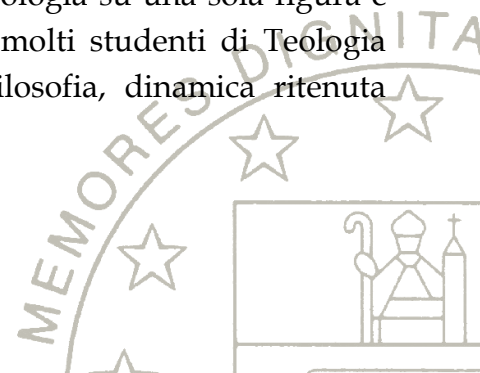 ologia su una sola figura e
molti studenti di Teologia
ilosofia, dinamica ritenuta
MEMORES DIGNITA